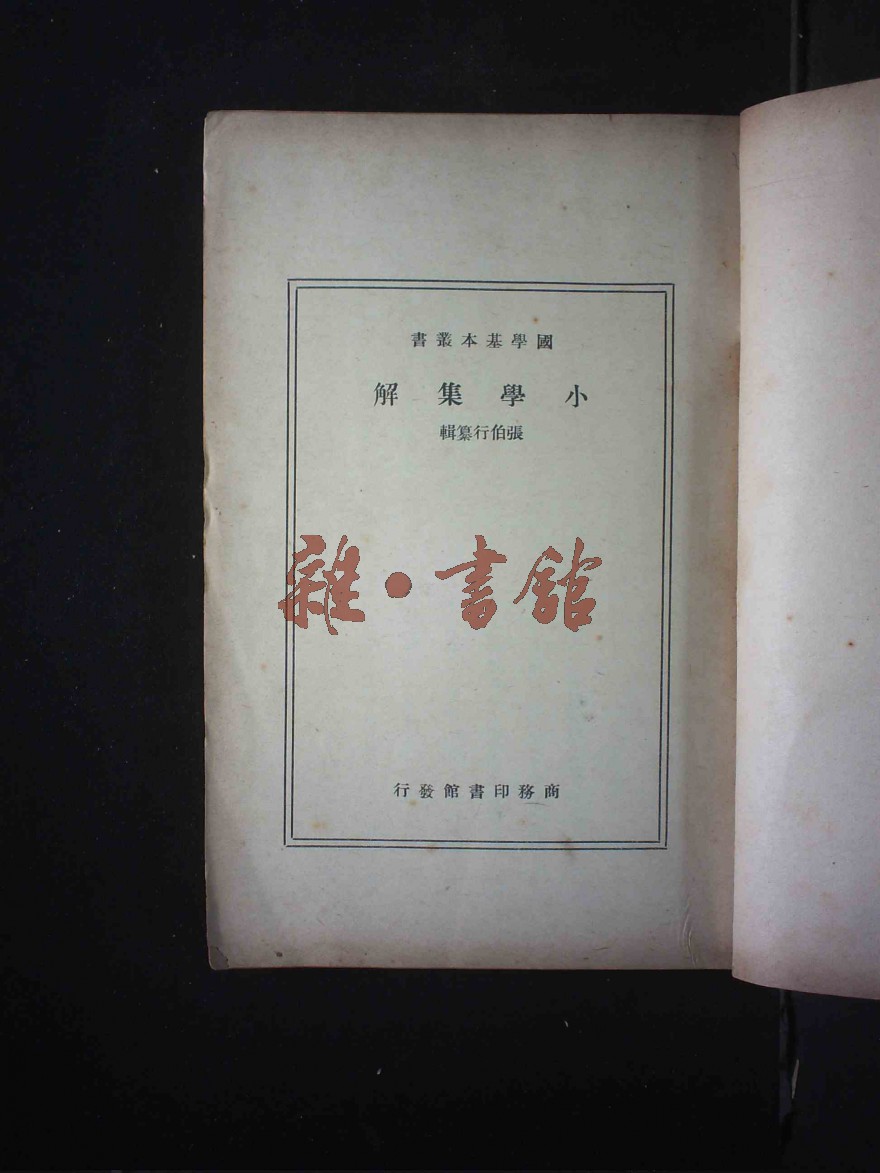 國學基本叢書
小學集解
張伯行纂輯
雜·書館
商務印書館發行